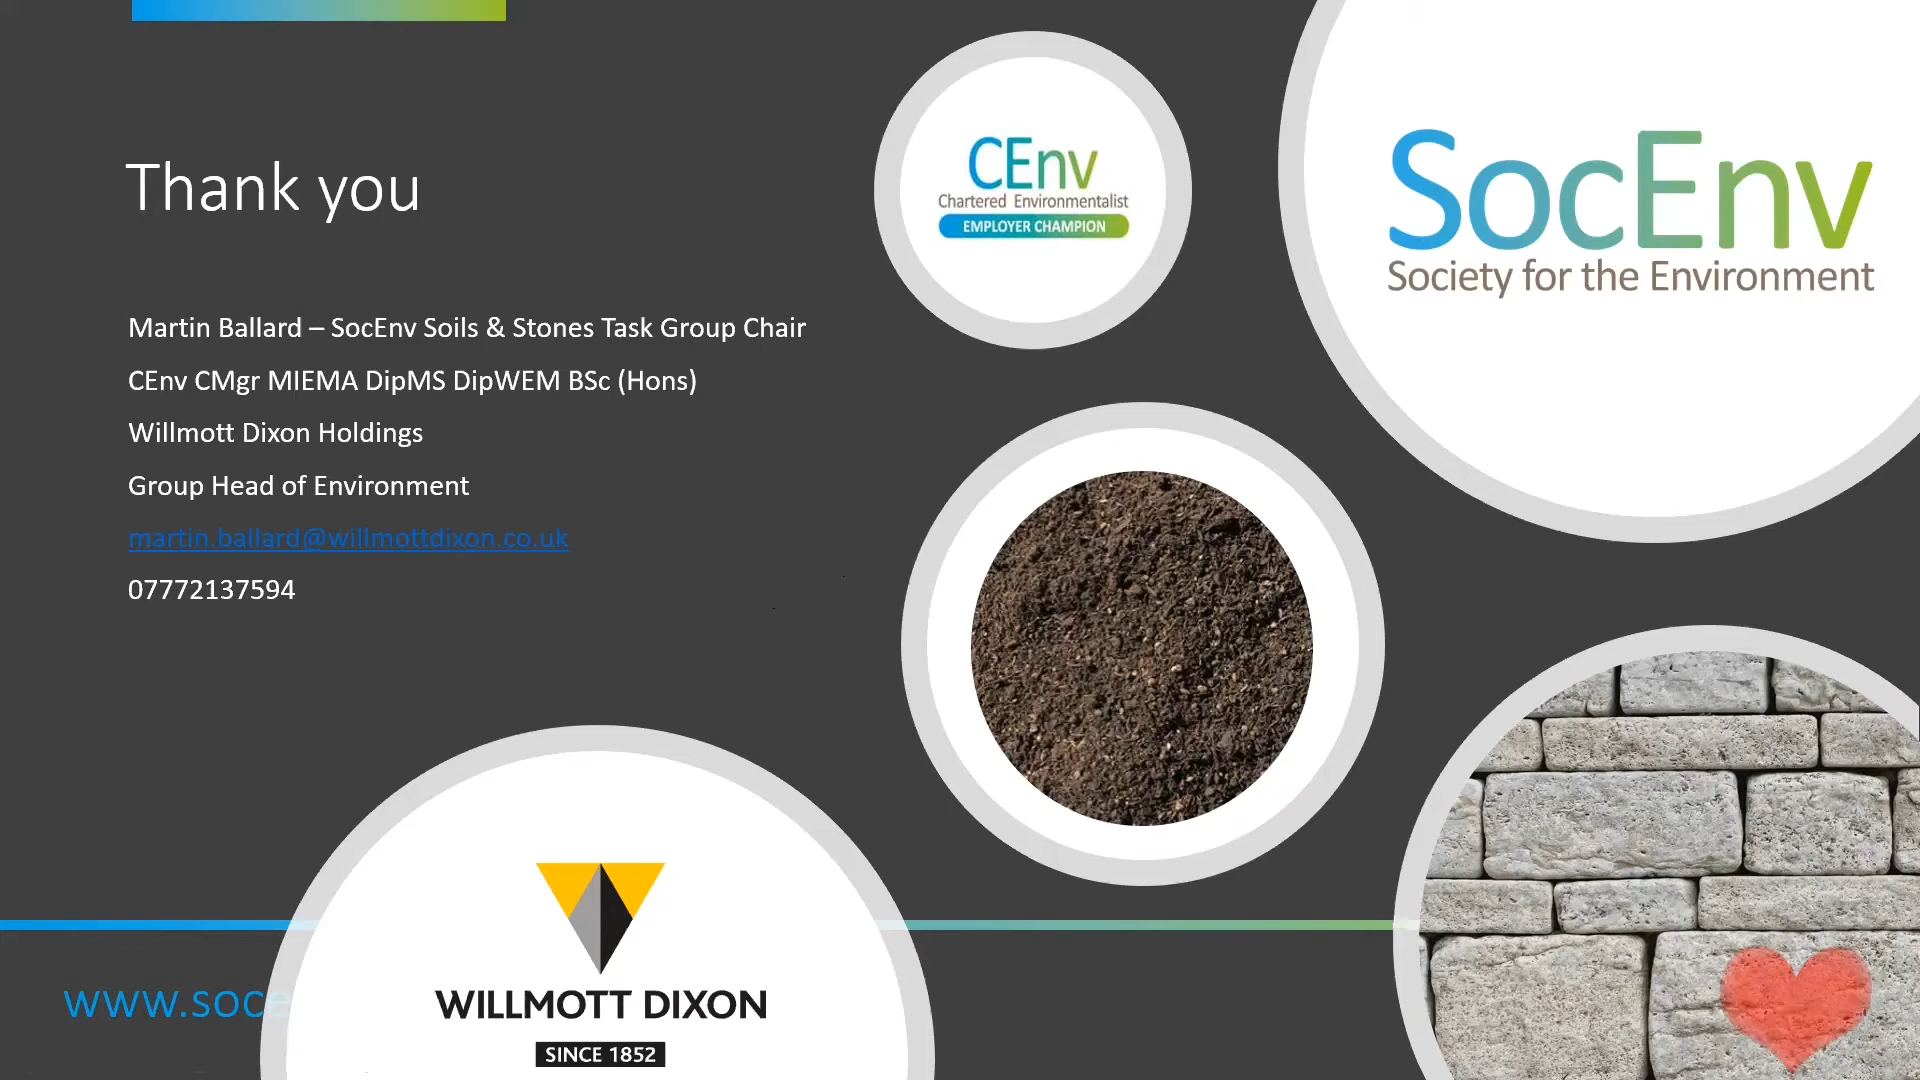 Thank you
Martin Ballard – SocEnv Soils & Stones Task Group Chair
CEnv CMgr MIEMA DipMS DipWEM BSc (Hons)
Willmott Dixon Holdings
Group Head of Environment
martin.ballard@willmottdixon.co.uk
07772137594
CEnv
Chartered Environmentalist
EMPLOYER CHAMPION
SocEnv
Society for the Environment
WILLMOTT DIXON
SINCE 1852
www.soce